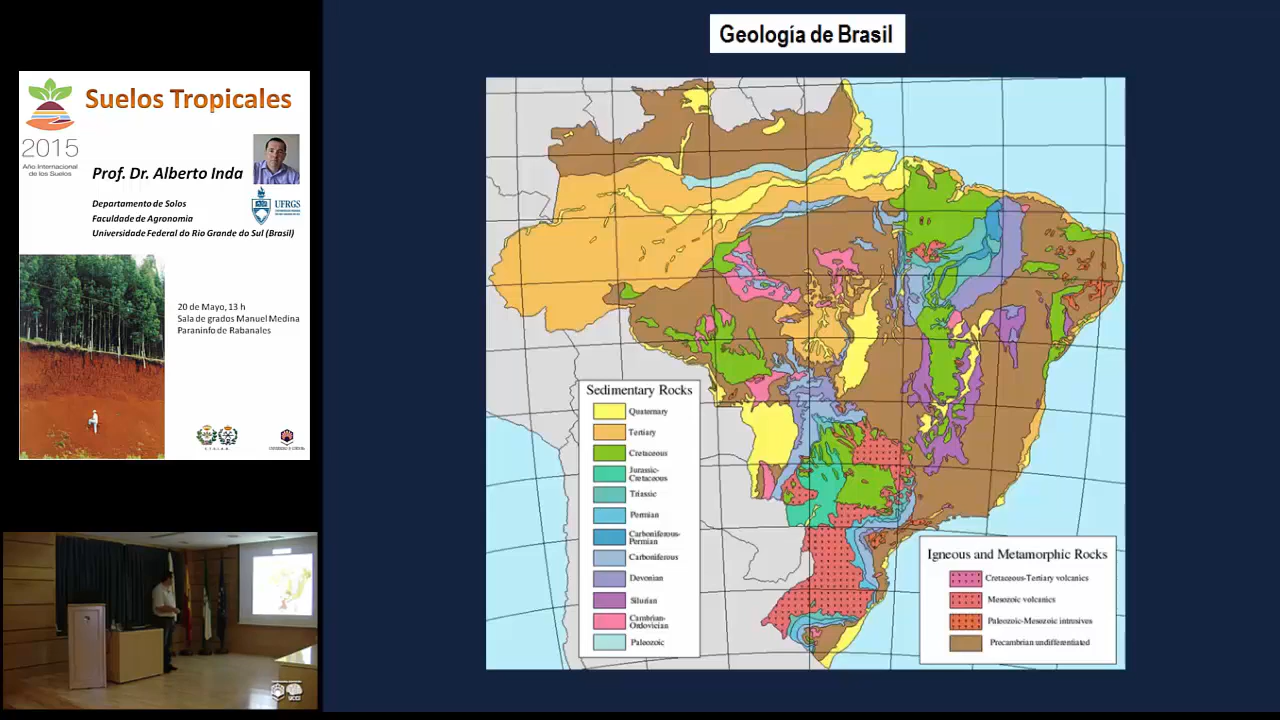 Geología de Brasil
Suelos Tropicales
2015
Año Internacional
de los Suelos
Prof. Dr. Alberto Inda
Departamento de Solos
Faculdade de Agronomia
Universidade Federal do Rio Grande do Sul (Brasil)
UFRGS
20 de Mayo, 13 h
Sala de grados Manuel Medina
Paraninfo de Rabanales
Sedimentary Rocks
Quaternary
Tertiary
Cretaceous
Jurassic-
Cretaceous
Triassic
Permian
Carboniferous-
Permian
Carboniferous
Devonian
Silurian
Cambrian-
Ordovician
Paleozoic
Igneous and Metamorphic Rocks
Cretaceous-Tertiary volcanics
Mesozoic volcanics
Paleozoic-Mesozoic intrusives
Precambrian undifferentiated